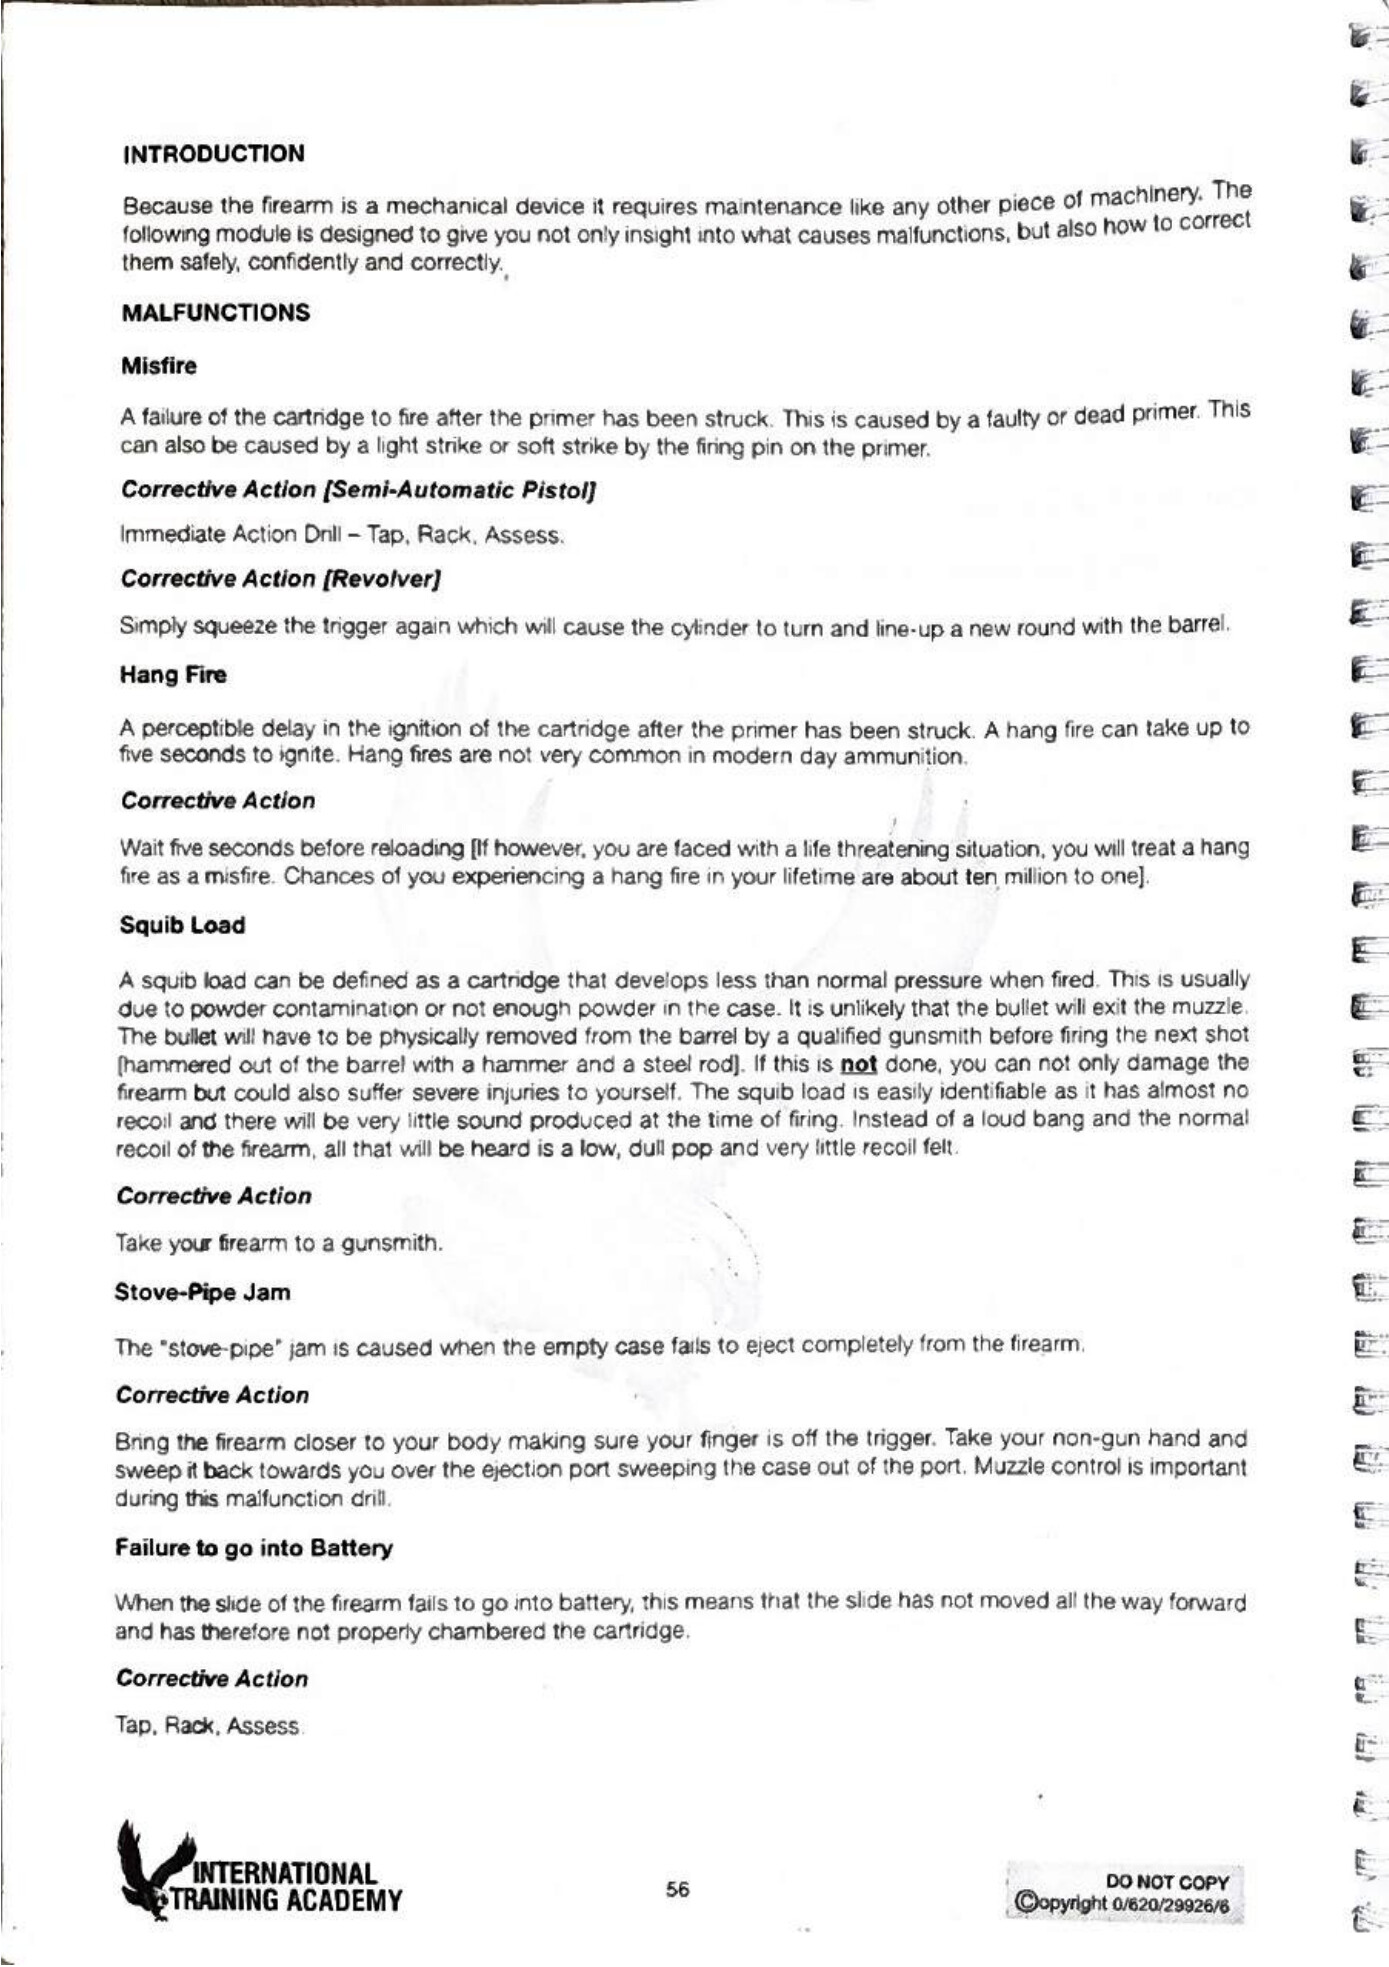 INTRODUCTION
Because the firearm is a mechanical device it requires maintenance like any other piece of machinery. The
following module is designed to give you not only insight into what causes malfunctions, but also how to correct
them safely, confidently and correctly.
MALFUNCTIONS
Misfire
A failure of the cartridge to fire after the primer has been struck. This is caused by a faulty or dead primer. This
can also be caused by a light strike or soft strike by the firing pin on the primer.
Corrective Action [Semi-Automatic Pistol]
Immediate Action Drill – Tap, Rack, Assess.
Corrective Action [Revolver]
Simply squeeze the trigger again which will cause the cylinder to turn and line-up a new round with the barrel.
Hang Fire
A perceptible delay in the ignition of the cartridge after the primer has been struck. A hang fire can take up to
five seconds to ignite. Hang fires are not very common in modern day ammunition.
Corrective Action
Wait five seconds before reloading [If however, you are faced with a life threatening situation, you will treat a hang
fire as a misfire. Chances of you experiencing a hang fire in your lifetime are about ten million to one].
Squib Load
A squib load can be defined as a cartridge that develops less than normal pressure when fired. This is usually
due to powder contamination or not enough powder in the case. It is unlikely that the bullet will exit the muzzle.
The bullet will have to be physically removed from the barrel by a qualified gunsmith before firing the next shot
[hammered out of the barrel with a hammer and a steel rod]. If this is not done, you can not only damage the
firearm but could also suffer severe injuries to yourself. The squib load is easily identifiable as it has almost no
recoil and there will be very little sound produced at the time of firing. Instead of a loud bang and the normal
recoil of the firearm, all that will be heard is a low, dull pop and very little recoil felt.
Corrective Action
Take your firearm to a gunsmith.
Stove-Pipe Jam
The "stove-pipe" jam is caused when the empty case fails to eject completely from the firearm.
Corrective Action
Bring the firearm closer to your body making sure your finger is off the trigger. Take your non-gun hand and
sweep it back towards you over the ejection port sweeping the case out of the port. Muzzle control is important
during this malfunction drill.
Failure to go into Battery
When the slide of the firearm fails to go into battery, this means that the slide has not moved all the way forward
and has therefore not properly chambered the cartridge.
Corrective Action
Tap, Rack, Assess.
INTERNATIONAL
TRAINING ACADEMY
56
DO NOT COPY
©opyright 0/620/29926/6